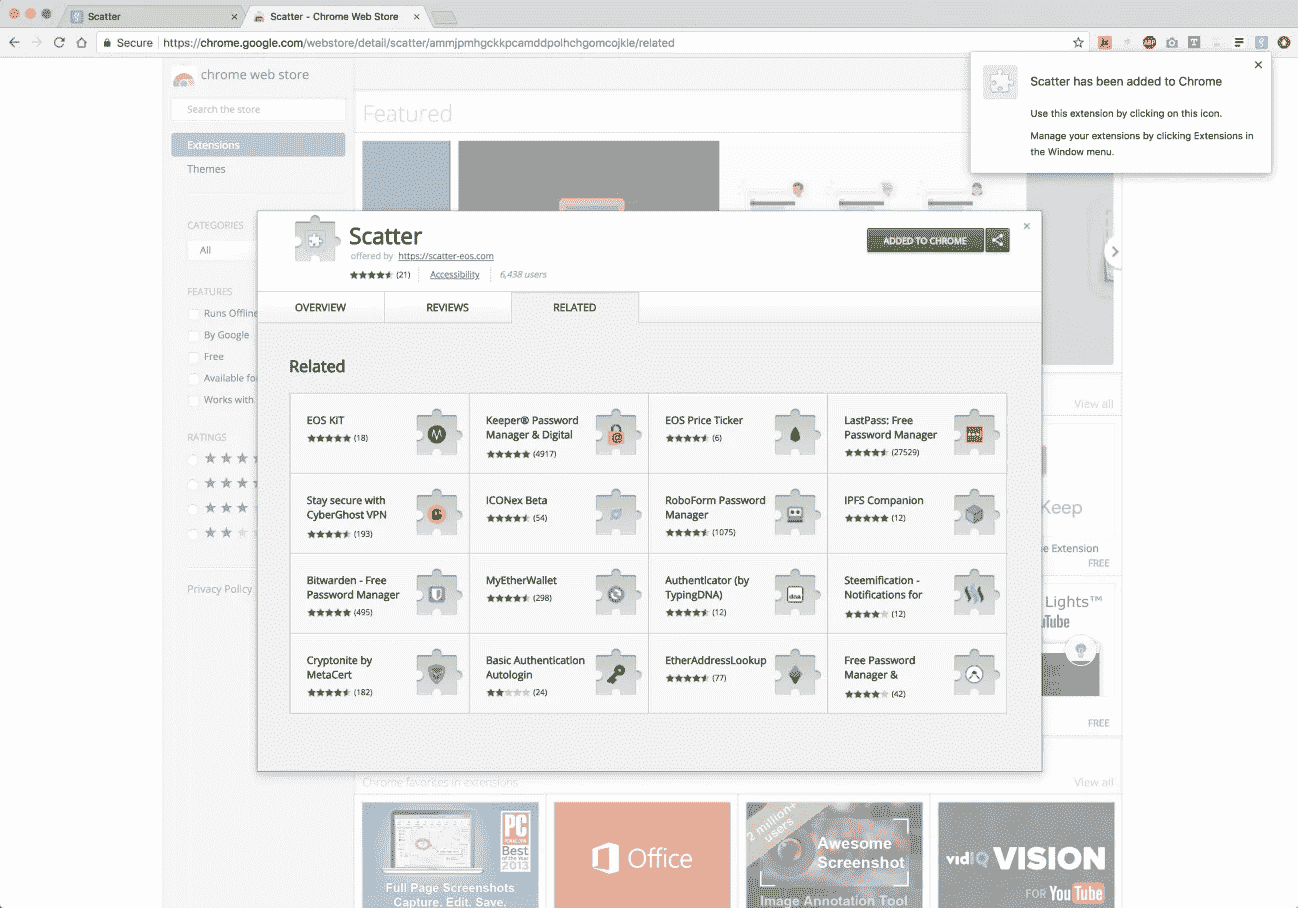 Scatter
Scatter - Chrome Web Store
Secure
https://chrome.google.com/webstore/detail/scatter/ammjpmhgckkpcamddpolhchgomcojkle/related
Scatter has been added to Chrome
Use this extension by clicking on this icon.
Manage your extensions by clicking Extensions in
the Window menu.
chrome web store
Search the store
Extensions
Themes
CATEGORIES
All
FEATURES
Runs Offline
By Google
Free
Available for
Works with
RATINGS
Privacy Policy
Featured
Scatter
offered by https://scatter-eos.com
(21)
Accessibility
6,438 users
ADDED TO CHROME
OVERVIEW
REVIEWS
RELATED
Related
EOS KIT
(18)
Keeper® Password
Manager & Digital
(4917)
EOS Price Ticker
(6)
LastPass: Free
Password Manager
(27529)
Stay secure with
CyberGhost VPN
(193)
ICONex Beta
(54)
RoboForm Password
Manager
(1075)
IPFS Companion
(12)
Bitwarden - Free
Password Manager
(495)
MyEtherWallet
(298)
Authenticator (by
TypingDNA)
(12)
dna
Steemification -
Notifications for
(12)
Cryptonite by
MetaCert
(182)
Basic Authentication
Autologin
(24)
EtherAddressLookup
(77)
Free Password
Manager &
(42)
View all
Keep
Extension
FREE
Lights™
FREE
Chrome favorites in extensions
View all
PC
Best
of the Year
2013
Full Page Screenshots
Capture. Edit. Save.
Office
2 million+
users
Awesome
Screenshot
Image Annotation Tool
vidIQ VISION
FOR YouTube